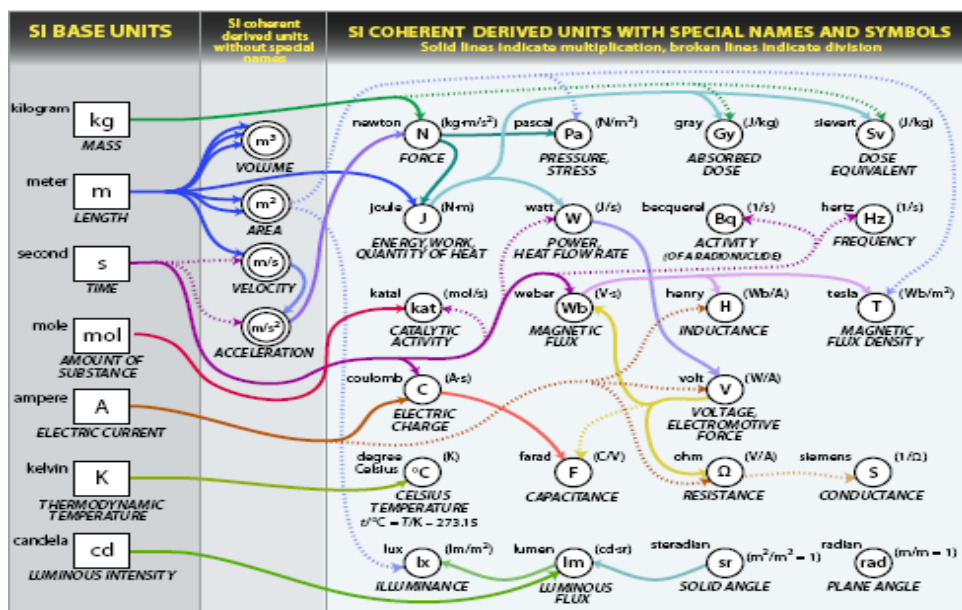 SI BASE UNITS
SI coherent
derived units
without special
names
SI COHERENT DERIVED UNITS WITH SPECIAL NAMES AND SYMBOLS
Solid lines indicate multiplication, broken lines indicate division
kilogram
kg
MASS
meter
m
LENGTH
second
s
TIME
mole
mol
AMOUNT OF
SUBSTANCE
ampere
A
ELECTRIC CURRENT
kelvin
K
THERMODYNAMIC
TEMPERATURE
candela
cd
LUMINOUS INTENSITY
m³
VOLUME
m²
AREA
m/s
VELOCITY
m/s²
ACCELERATION
newton
N
(kg·m/s²)
FORCE
pascal
Pa
(N/m²)
PRESSURE,
STRESS
gray
Gy
(J/kg)
ABSORBED
DOSE
sievert
Sv
(J/kg)
DOSE
EQUIVALENT
joule
J
(N·m)
ENERGY, WORK,
QUANTITY OF HEAT
watt
W
(J/s)
POWER,
HEAT FLOW RATE
becquerel
Bq
(1/s)
ACTIVITY
(OF A RADIONUCLIDE)
hertz
Hz
(1/s)
FREQUENCY
katal
kat
(mol/s)
CATALYTIC
ACTIVITY
weber
Wb
(V·s)
MAGNETIC
FLUX
henry
H
(Wb/A)
INDUCTANCE
tesla
T
(Wb/m²)
MAGNETIC
FLUX DENSITY
coulomb
C
(A·s)
ELECTRIC
CHARGE
volt
V
(W/A)
VOLTAGE,
ELECTROMOTIVE
FORCE
degree
Celsius
°C
(K)
CELSIUS
TEMPERATURE
t/°C = T/K – 273.15
farad
F
(C/V)
CAPACITANCE
ohm
Ω
(V/A)
RESISTANCE
siemens
S
(1/Ω)
CONDUCTANCE
lux
lx
(lm/m²)
ILLUMINANCE
lumen
lm
(cd·sr)
LUMINOUS
FLUX
steradian
sr
(m²/m² = 1)
SOLID ANGLE
radian
rad
(m/m = 1)
PLANE ANGLE